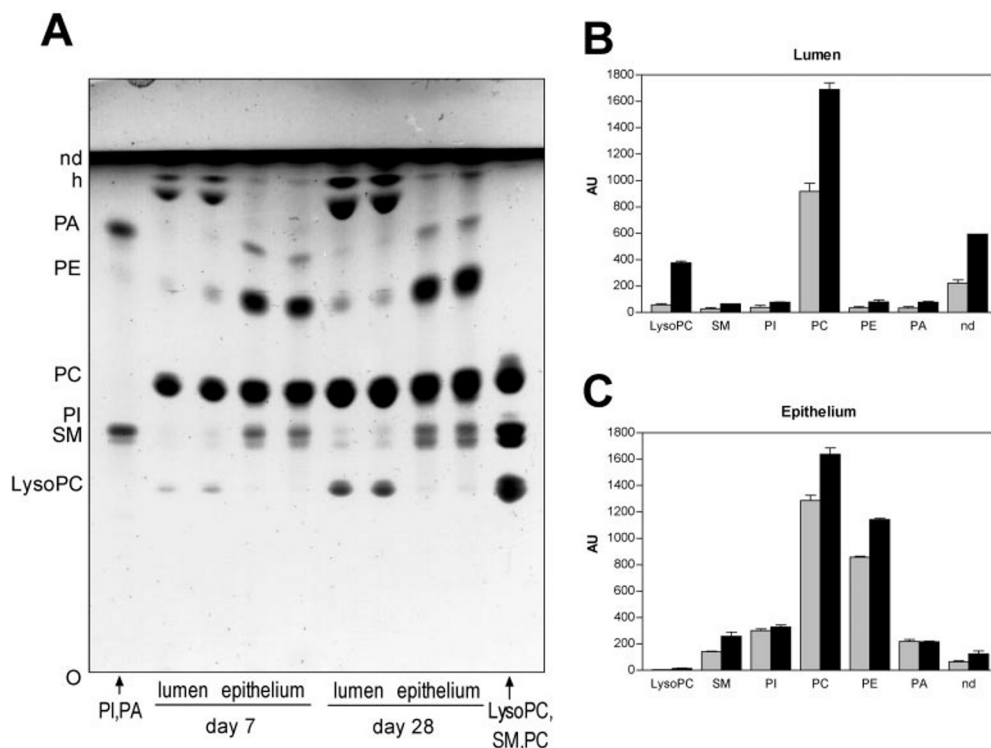 A
nd
h
PA
PE
PC
PI
SM
LysoPC
O
PI,PA
lumen epithelium
day 7
lumen epithelium
day 28
LysoPC,
SM,PC
B
Lumen
1800
1600
1400
1200
1000
800
600
400
200
0
AU
LysoPC SM PI PC PE PA nd
C
Epithelium
1800
1600
1400
1200
1000
800
600
400
200
0
AU
LysoPC SM PI PC PE PA nd